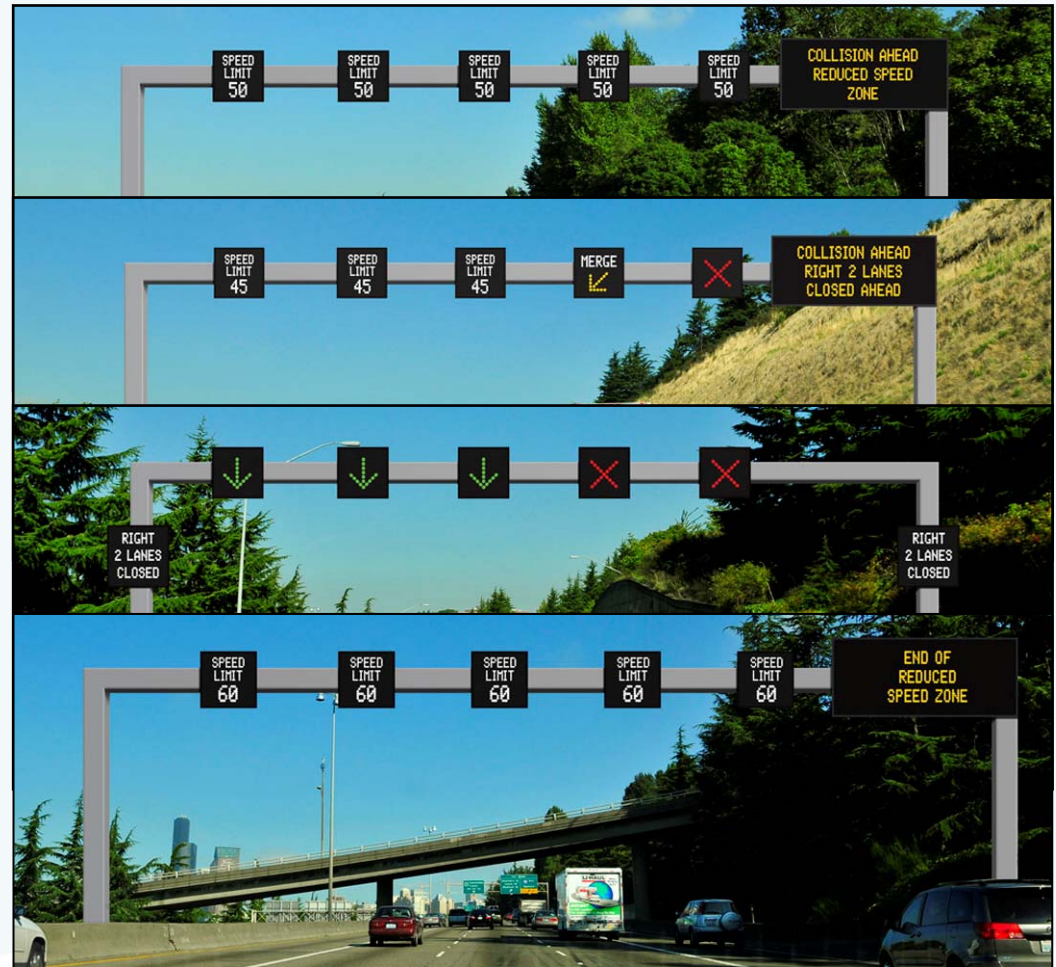 SPEED
LIMIT
50
SPEED
LIMIT
50
SPEED
LIMIT
50
SPEED
LIMIT
50
SPEED
LIMIT
50
COLLISION AHEAD
REDUCED SPEED
ZONE
SPEED
LIMIT
45
SPEED
LIMIT
45
SPEED
LIMIT
45
MERGE
COLLISION AHEAD
RIGHT 2 LANES
CLOSED AHEAD
RIGHT
2 LANES
CLOSED
RIGHT
2 LANES
CLOSED
SPEED
LIMIT
60
SPEED
LIMIT
60
SPEED
LIMIT
60
SPEED
LIMIT
60
SPEED
LIMIT
60
END OF
REDUCED
SPEED ZONE
U-HAUL